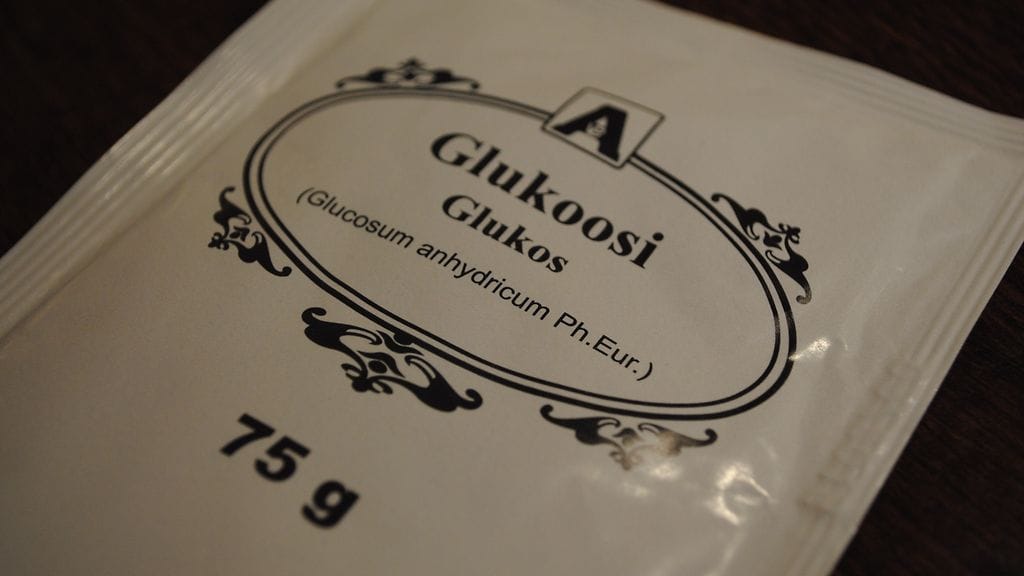 A
Glukoosi
Glukos
(Glucosum anhydricum Ph.Eur.)
75 g